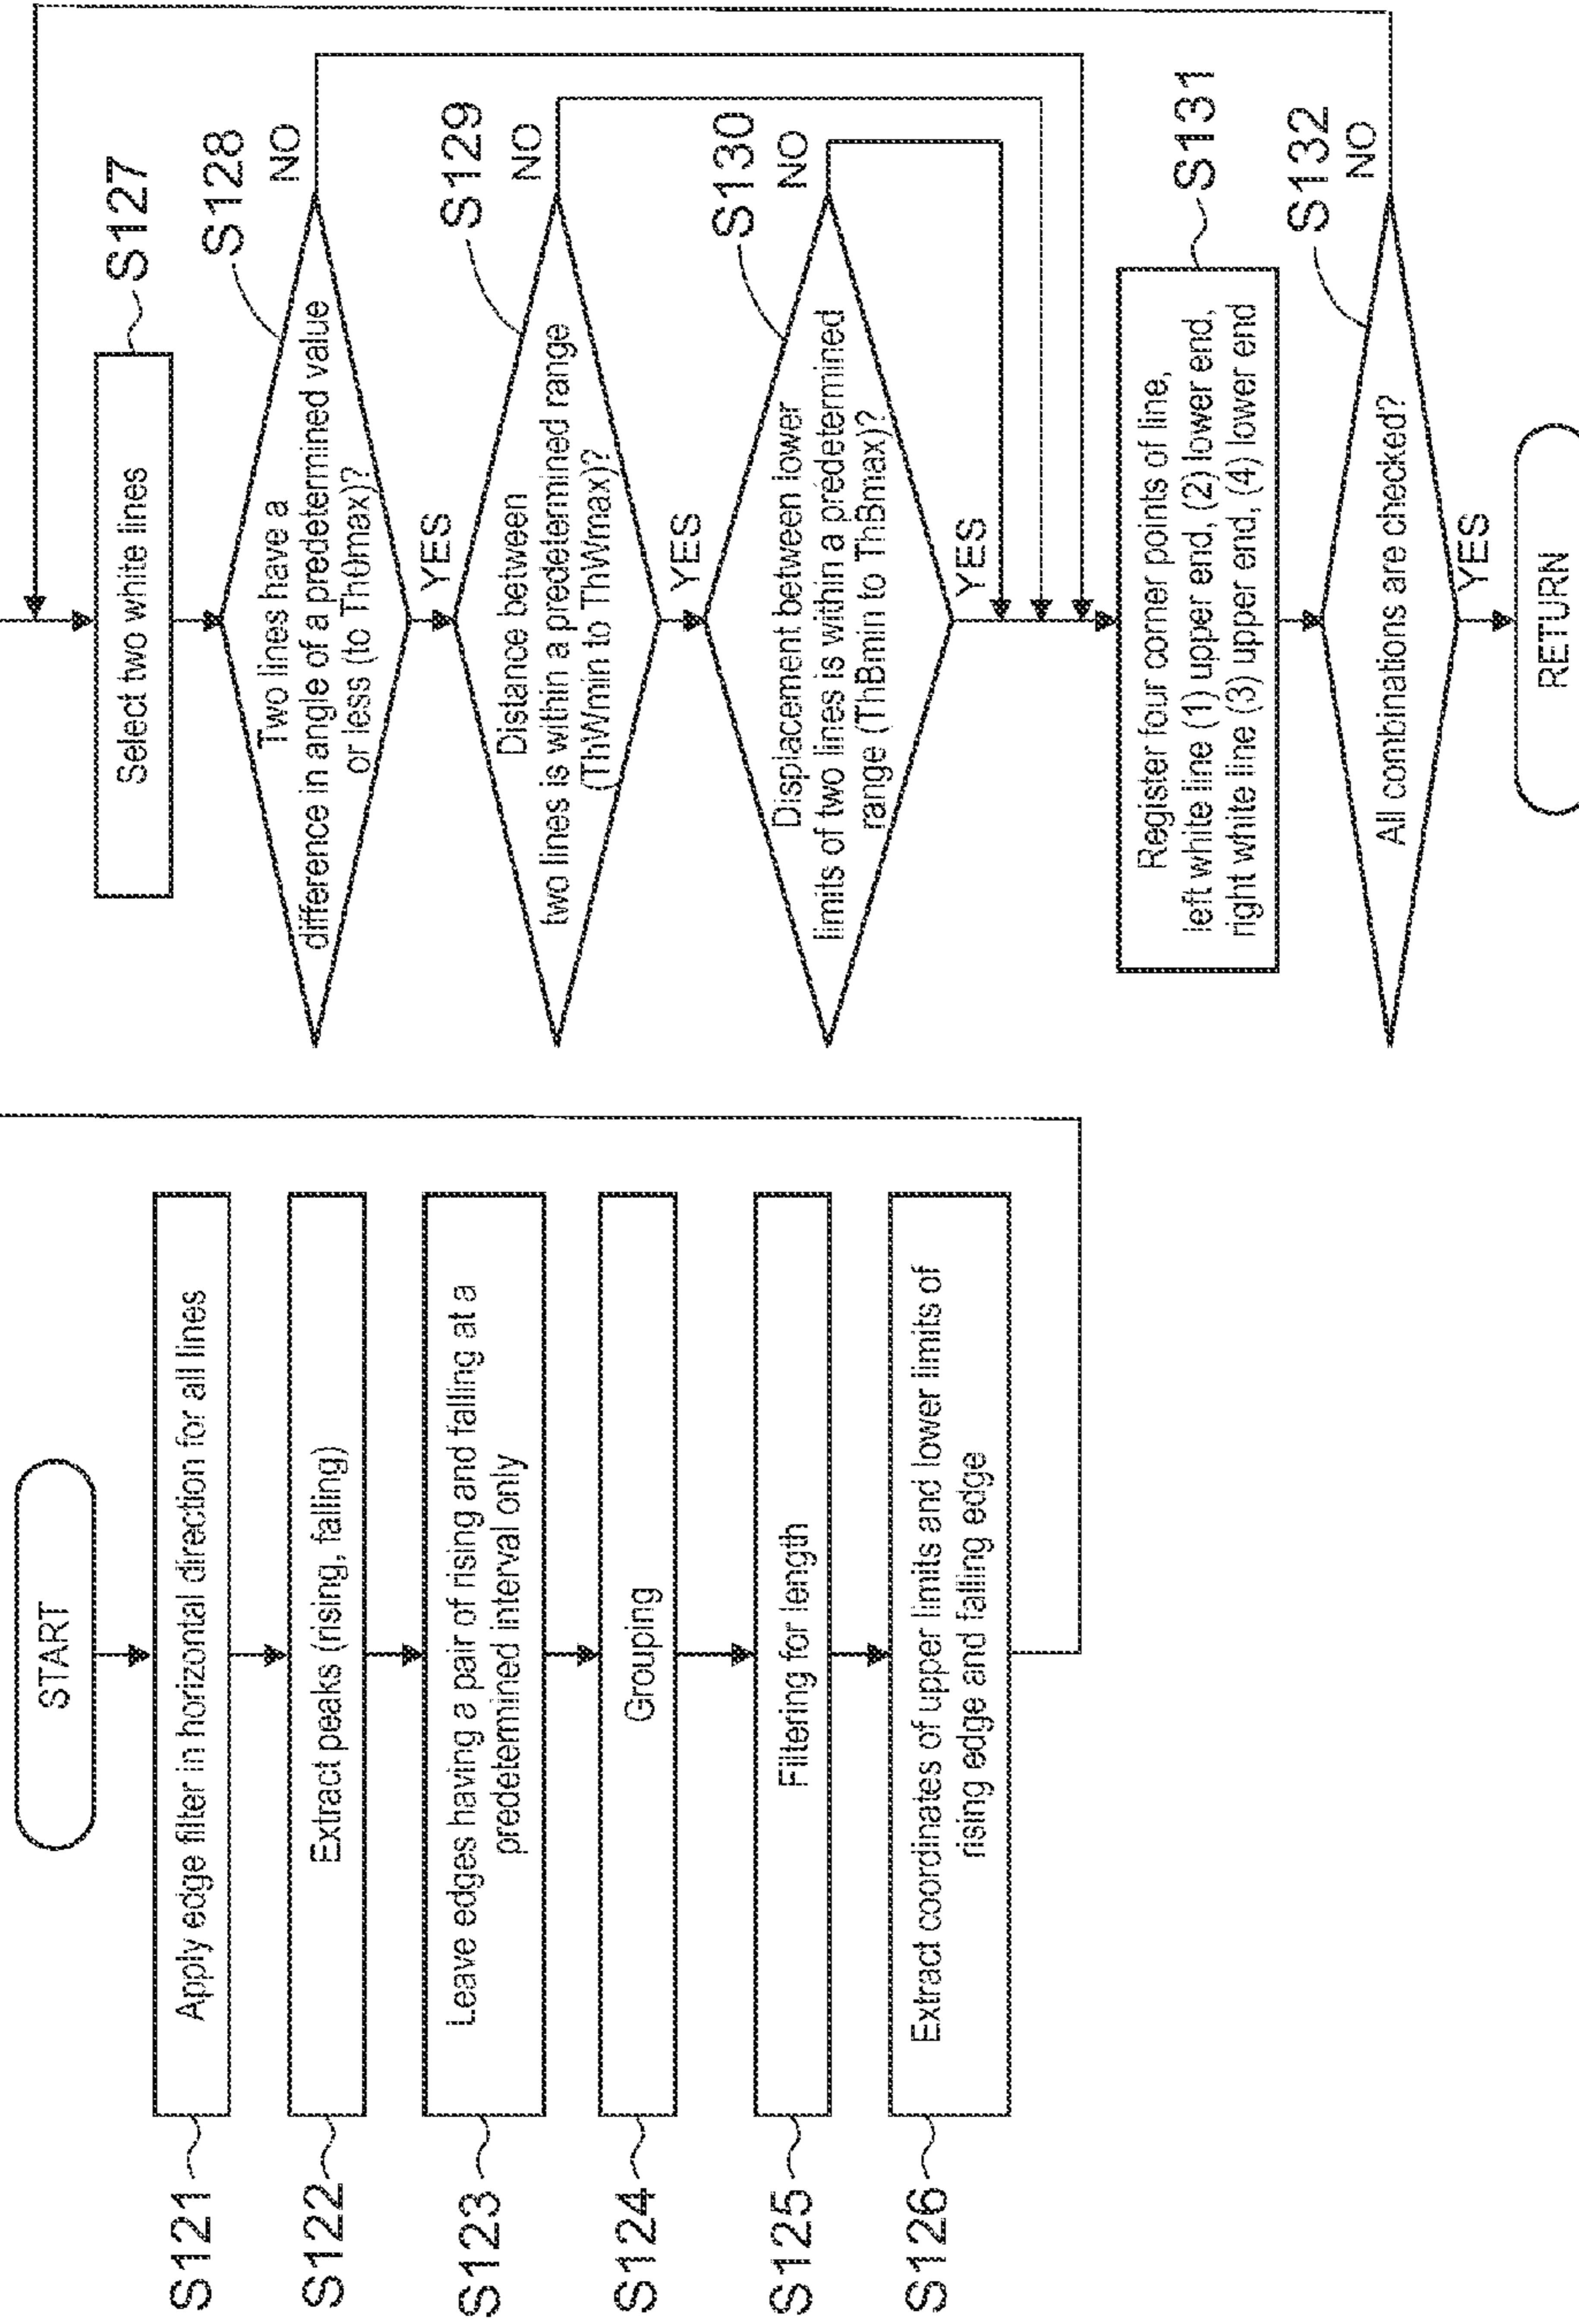 START
S121
Apply edge filter in horizontal direction for all lines
S122
Extract peaks (rising, falling)
S123
Leave edges having a pair of rising and falling at a
predetermined interval only
S124
Grouping
S125
Filtering for length
S126
Extract coordinates of upper limits and lower limits of
rising edge and falling edge
Select two white lines
S127
Two lines have a
difference in angle of a predetermined value
or less (to Thθmax)?
S128
NO
YES
Distance between
two lines is within a predetermined range
(ThWmin to ThWmax)?
S129
NO
YES
Displacement between lower
limits of two lines is within a predetermined
range (ThBmin to ThBmax)?
S130
NO
YES
Register four corner points of line,
left white line (1) upper end, (2) lower end,
right white line (3) upper end, (4) lower end
S131
All combinations are checked?
S132
NO
YES
RETURN